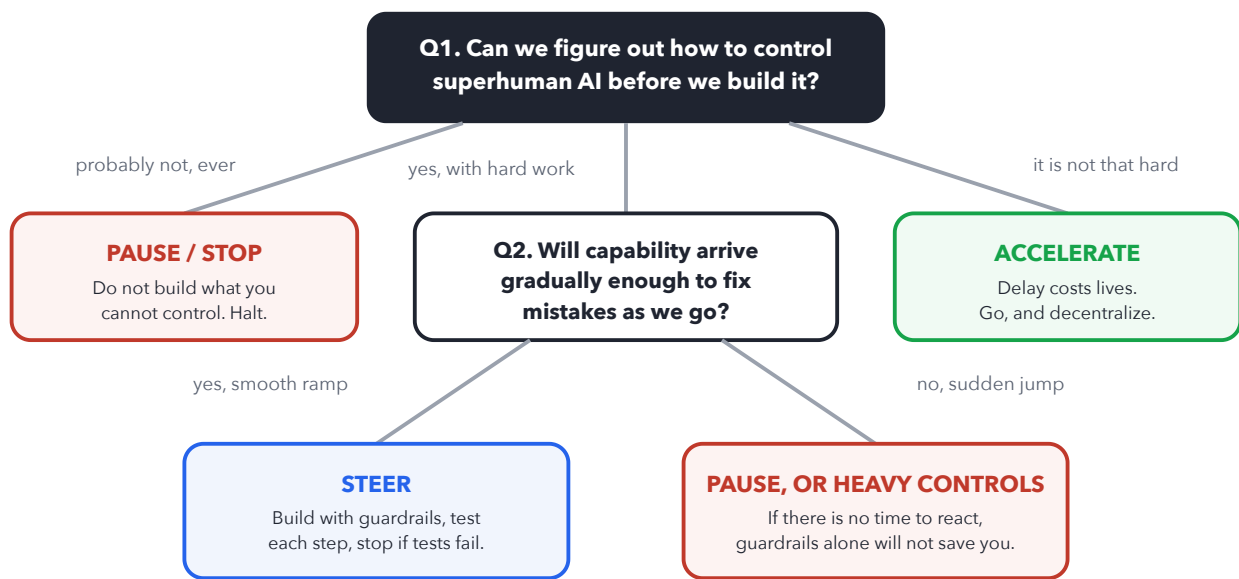 Q1. Can we figure out how to control
superhuman AI before we build it?
probably not, ever
yes, with hard work
it is not that hard
PAUSE / STOP
Do not build what you
cannot control. Halt.
Q2. Will capability arrive
gradually enough to fix
mistakes as we go?
ACCELERATE
Delay costs lives.
Go, and decentralize.
yes, smooth ramp
no, sudden jump
STEER
Build with guardrails, test
each step, stop if tests fail.
PAUSE, OR HEAVY CONTROLS
If there is no time to react,
guardrails alone will not save you.